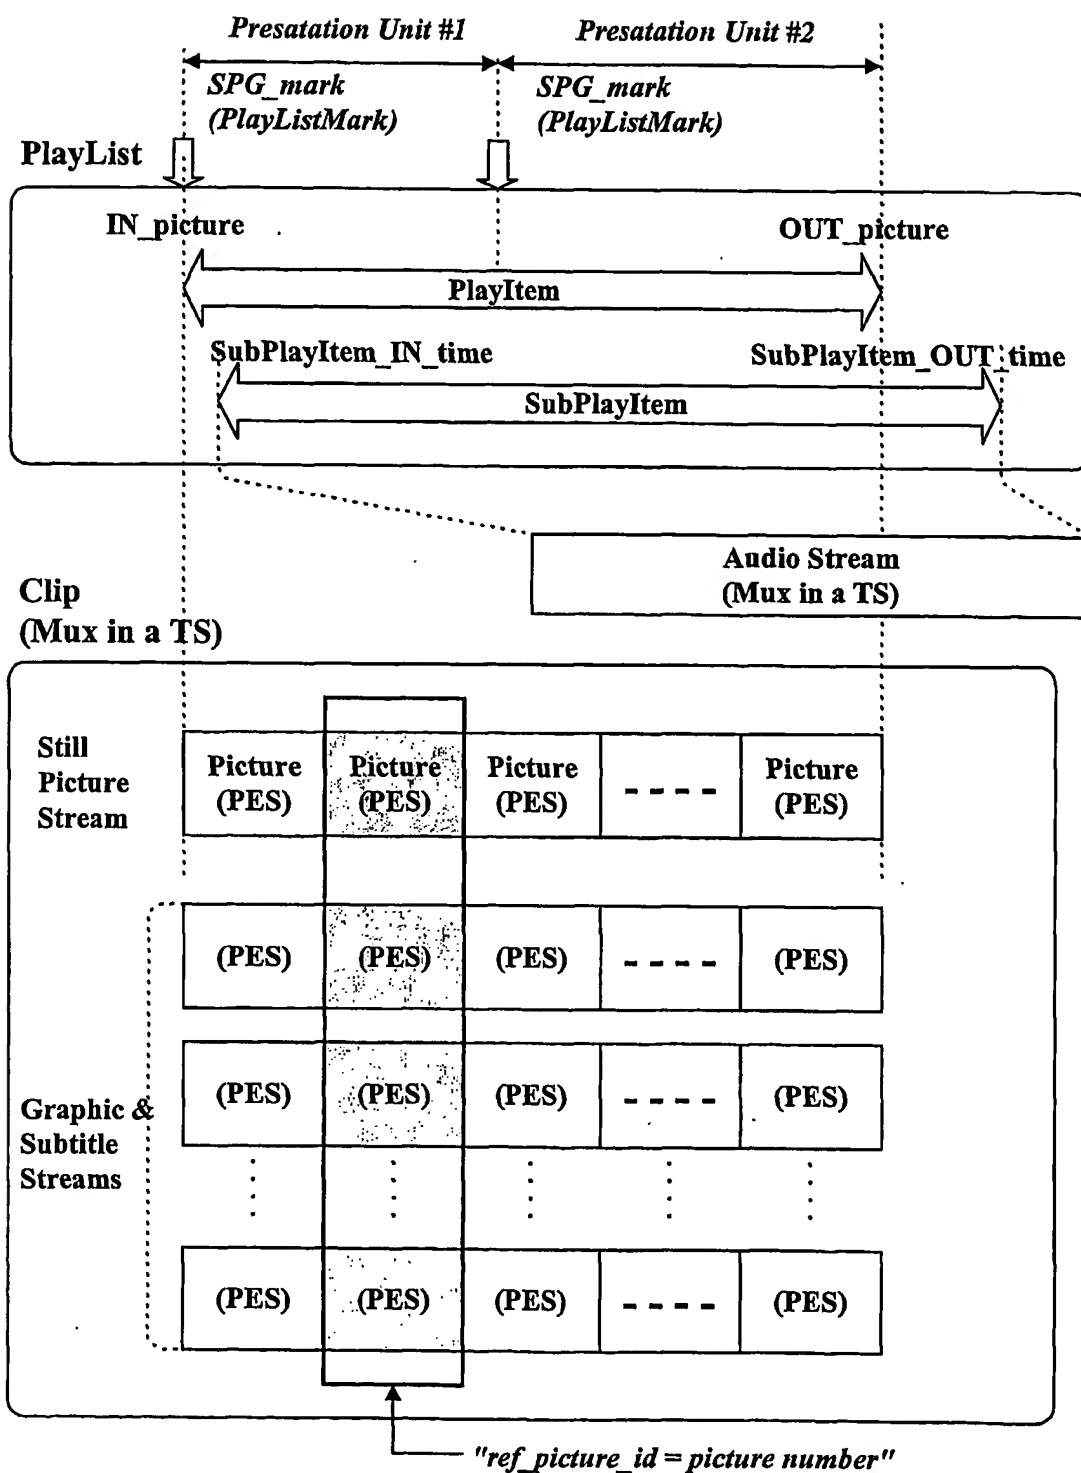 Presatation Unit #1
Presatation Unit #2
SPG_mark
(PlayListMark)
SPG_mark
(PlayListMark)
PlayList
IN_picture
OUT_picture
PlayItem
SubPlayItem_IN_time
SubPlayItem_OUT_time
SubPlayItem
Audio Stream
(Mux in a TS)
Clip
(Mux in a TS)
Still
Picture
Stream
Picture
(PES)
Picture
(PES)
Picture
(PES)
Picture
(PES)
(PES)
(PES)
(PES)
(PES)
Graphic &
Subtitle
Streams
(PES)
(PES)
(PES)
(PES)
(PES)
(PES)
(PES)
(PES)
"ref_picture_id = picture number"